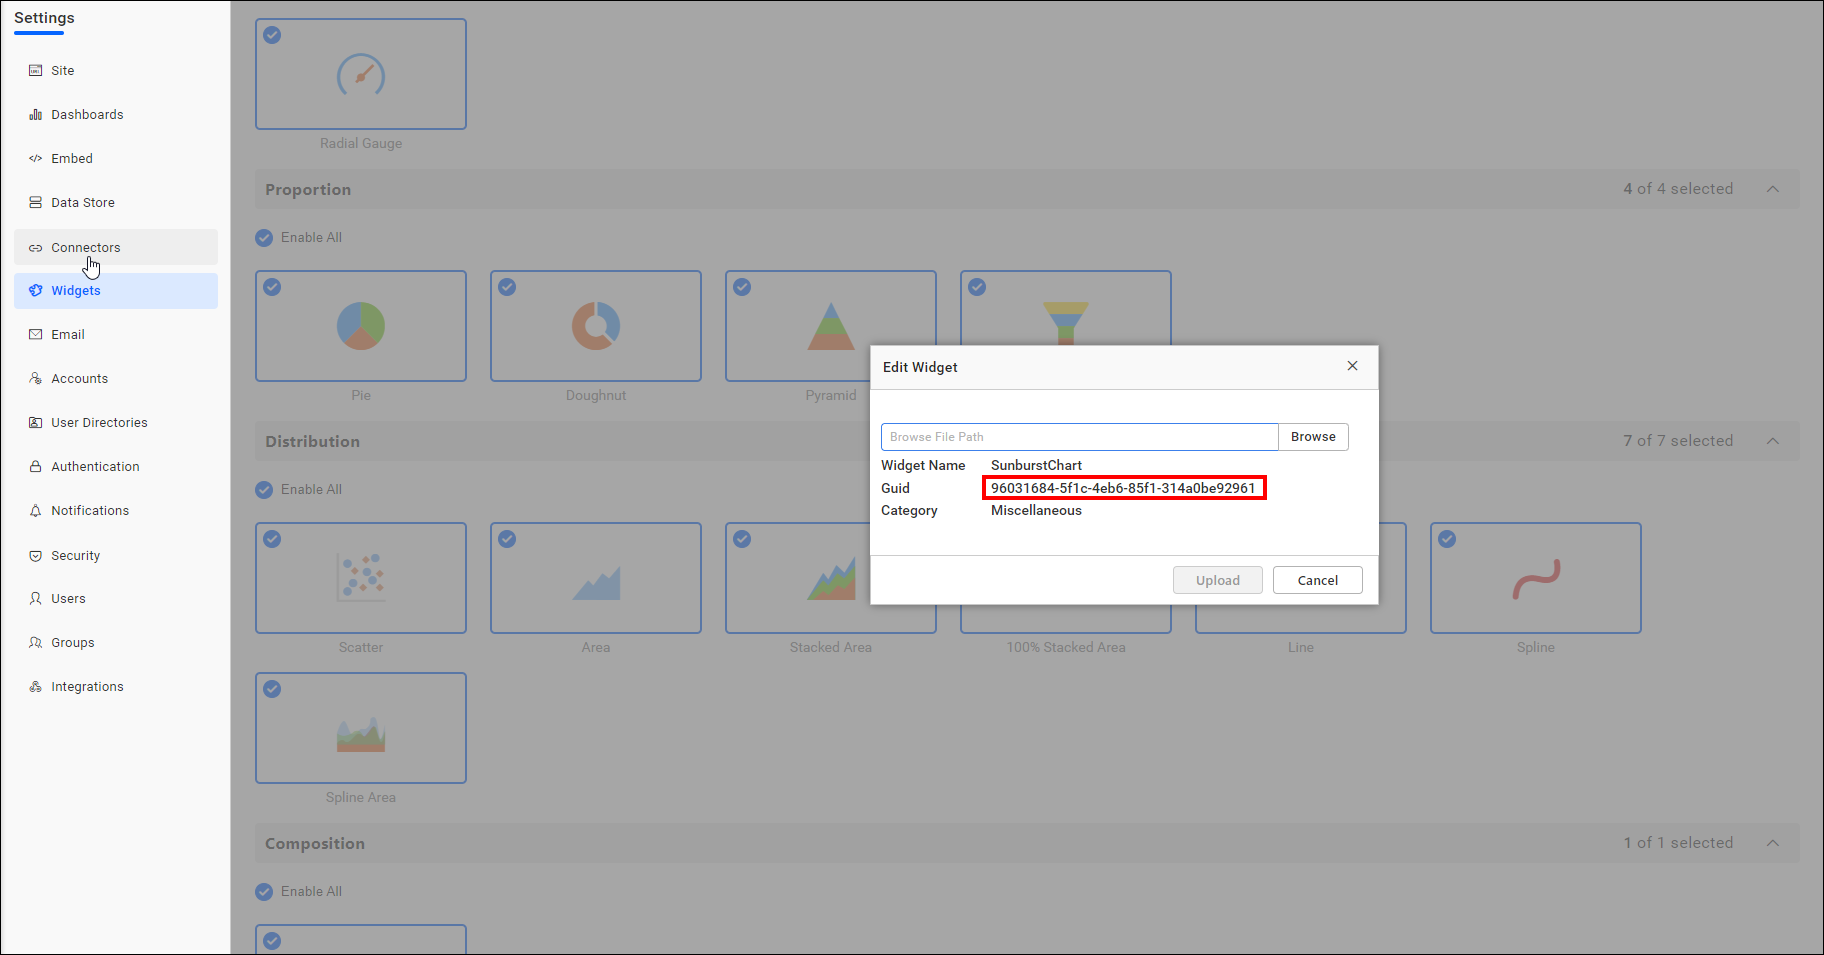 Settings
Site
Dashboards
Embed
Data Store
Connectors
Widgets
Email
Accounts
User Directories
Authentication
Notifications
Security
Users
Groups
Integrations
Radial Gauge
Proportion 4 of 4 selected
Enable All
Pie Doughnut Pyramid
Distribution 7 of 7 selected
Enable All
Scatter Area Stacked Area 100% Stacked Area Line Spline
Spline Area
Composition 1 of 1 selected
Enable All
Edit Widget
Browse File Path Browse
Widget Name SunburstChart
Guid 96031684-5f1c-4eb6-85f1-314a0be92961
Category Miscellaneous
Upload Cancel